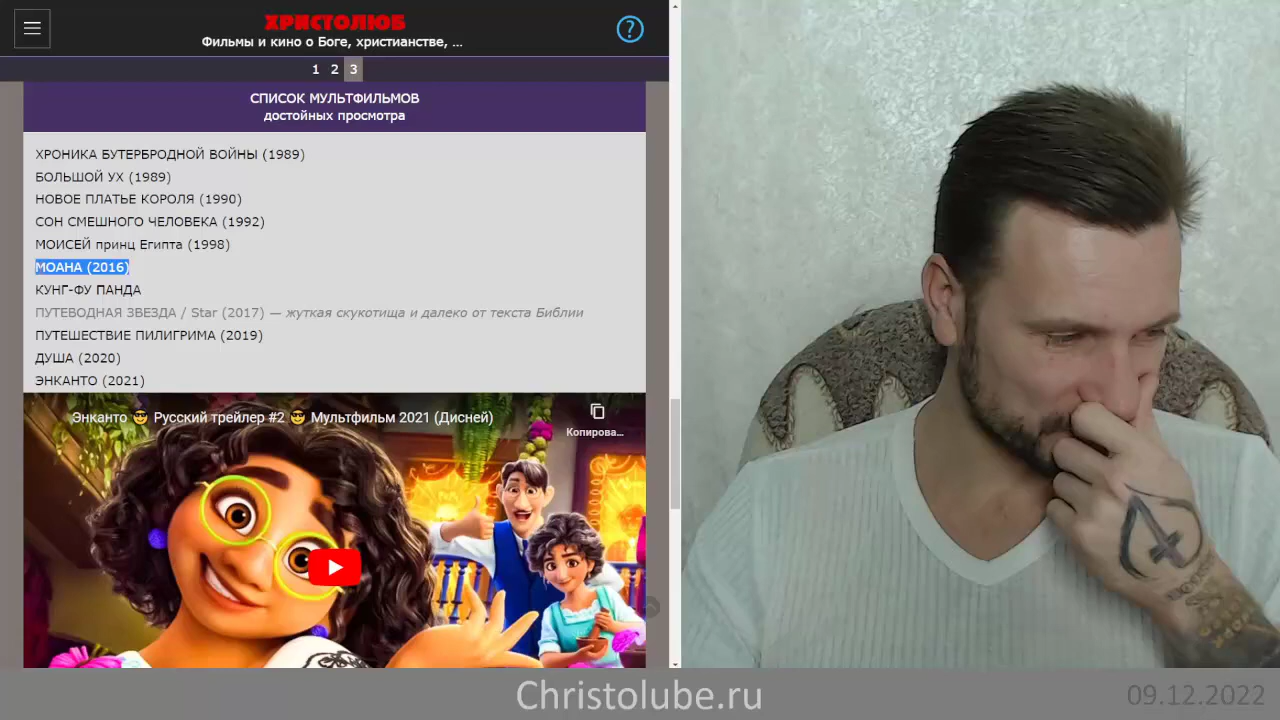 ХРИСТОЛЮБ
Фильмы и кино о Боге, христианстве, ...
?
1 2 3
СПИСОК МУЛЬТФИЛЬМОВ
достойных просмотра
ХРОНИКА БУТЕРБРОДНОЙ ВОЙНЫ (1989)
БОЛЬШОЙ УХ (1989)
НОВОЕ ПЛАТЬЕ КОРОЛЯ (1990)
СОН СМЕШНОГО ЧЕЛОВЕКА (1992)
МОИСЕЙ принц Египта (1998)
МОАНА (2016)
КУНГ-ФУ ПАНДА
ПУТЕВОДНАЯ ЗВЕЗДА / Star (2017) — жуткая скукотища и далеко от текста Библии
ПУТЕШЕСТВИЕ ПИЛИГРИМА (2019)
ДУША (2020)
ЭНКАНТО (2021)
Энканто 😎 Русский трейлер #2 😎 Мультфильм 2021 (Дисней)
Копирова...
Christolube.ru
09.12.2022